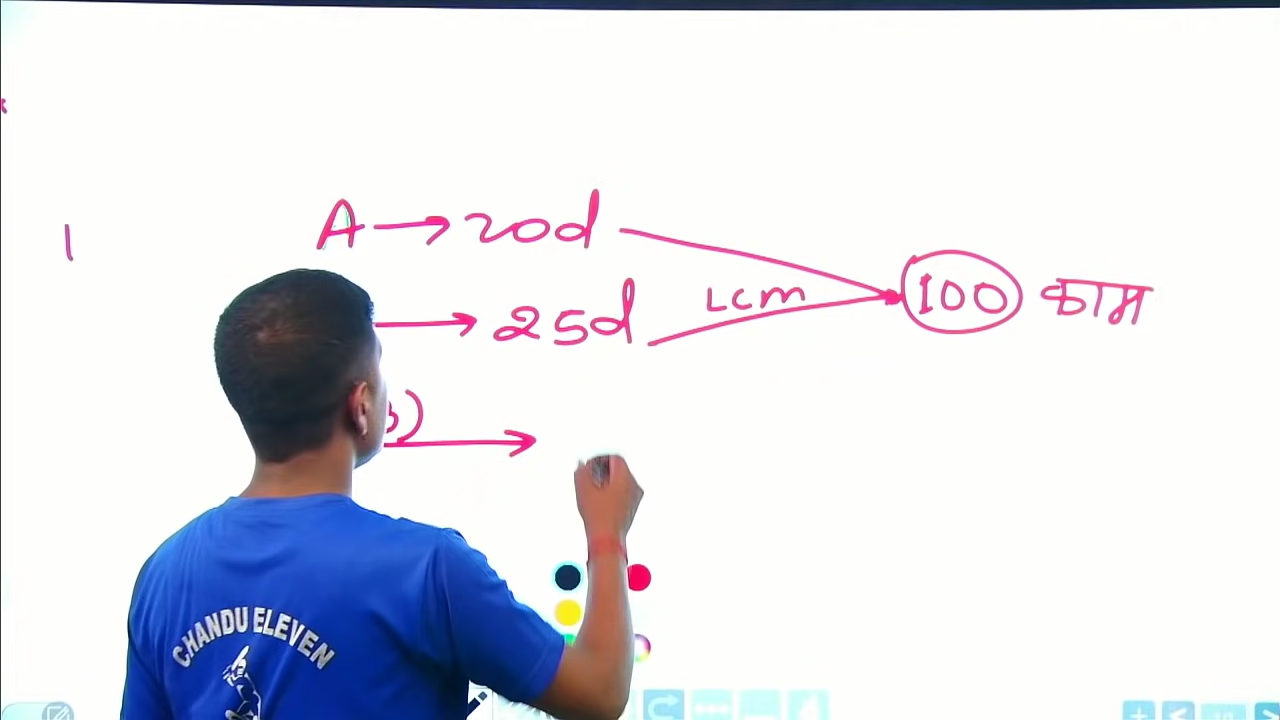 A → 20d
1
→ 25d
LCM
100 काम
B) →
CHANDU ELEVEN